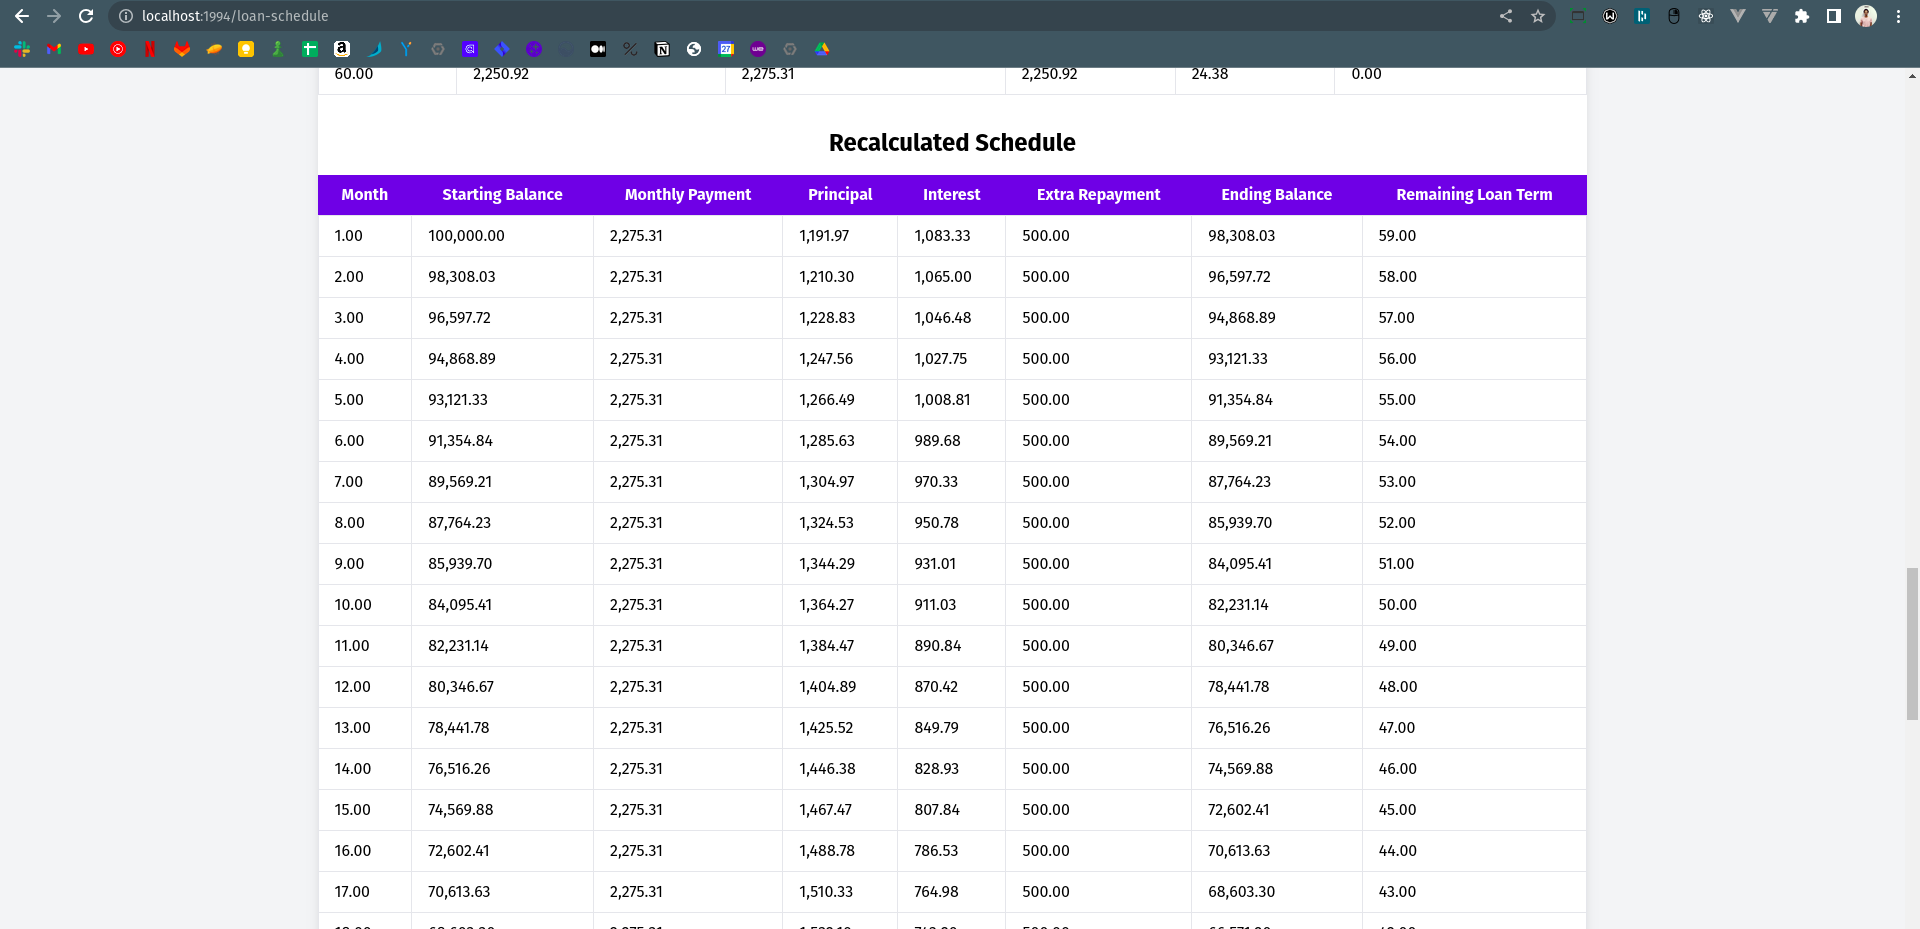 localhost:1994/loan-schedule
60.00 2,250.92 2,275.31 2,250.92 24.38 0.00
Recalculated Schedule
Month Starting Balance Monthly Payment Principal Interest Extra Repayment Ending Balance Remaining Loan Term
1.00 100,000.00 2,275.31 1,191.97 1,083.33 500.00 98,308.03 59.00
2.00 98,308.03 2,275.31 1,210.30 1,065.00 500.00 96,597.72 58.00
3.00 96,597.72 2,275.31 1,228.83 1,046.48 500.00 94,868.89 57.00
4.00 94,868.89 2,275.31 1,247.56 1,027.75 500.00 93,121.33 56.00
5.00 93,121.33 2,275.31 1,266.49 1,008.81 500.00 91,354.84 55.00
6.00 91,354.84 2,275.31 1,285.63 989.68 500.00 89,569.21 54.00
7.00 89,569.21 2,275.31 1,304.97 970.33 500.00 87,764.23 53.00
8.00 87,764.23 2,275.31 1,324.53 950.78 500.00 85,939.70 52.00
9.00 85,939.70 2,275.31 1,344.29 931.01 500.00 84,095.41 51.00
10.00 84,095.41 2,275.31 1,364.27 911.03 500.00 82,231.14 50.00
11.00 82,231.14 2,275.31 1,384.47 890.84 500.00 80,346.67 49.00
12.00 80,346.67 2,275.31 1,404.89 870.42 500.00 78,441.78 48.00
13.00 78,441.78 2,275.31 1,425.52 849.79 500.00 76,516.26 47.00
14.00 76,516.26 2,275.31 1,446.38 828.93 500.00 74,569.88 46.00
15.00 74,569.88 2,275.31 1,467.47 807.84 500.00 72,602.41 45.00
16.00 72,602.41 2,275.31 1,488.78 786.53 500.00 70,613.63 44.00
17.00 70,613.63 2,275.31 1,510.33 764.98 500.00 68,603.30 43.00